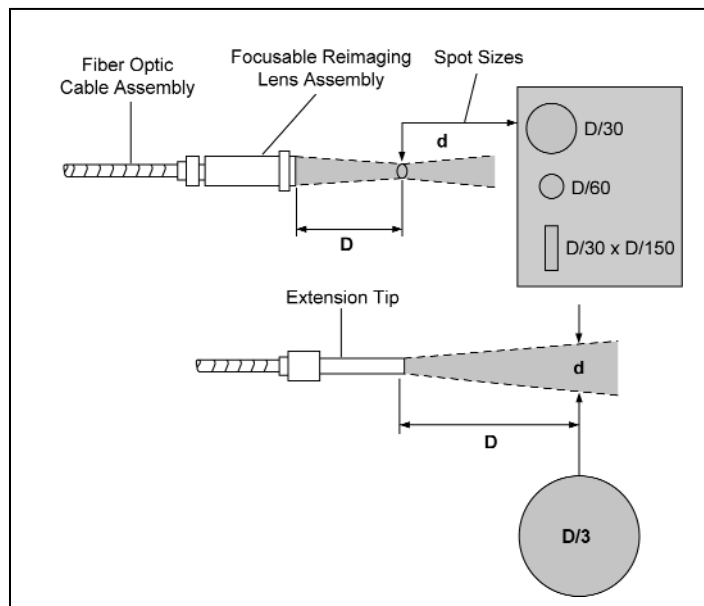 Fiber Optic
Cable Assembly
Focusable Reimaging
Lens Assembly
Spot Sizes
d
D/30
D/60
D/30 x D/150
D
Extension Tip
d
D
D/3